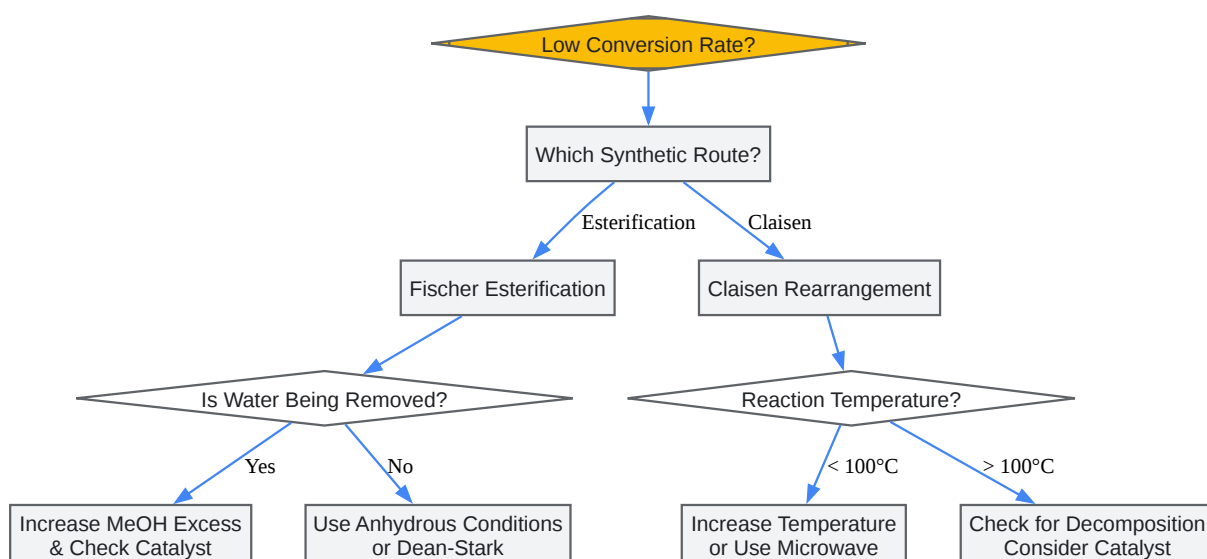 Low Conversion Rate?
Which Synthetic Route?
Esterification
Claisen
Fischer Esterification
Claisen Rearrangement
Is Water Being Removed?
Reaction Temperature?
Yes
No
< 100°C
> 100°C
Increase MeOH Excess
& Check Catalyst
Use Anhydrous Conditions
or Dean-Stark
Increase Temperature
or Use Microwave
Check for Decomposition
Consider Catalyst